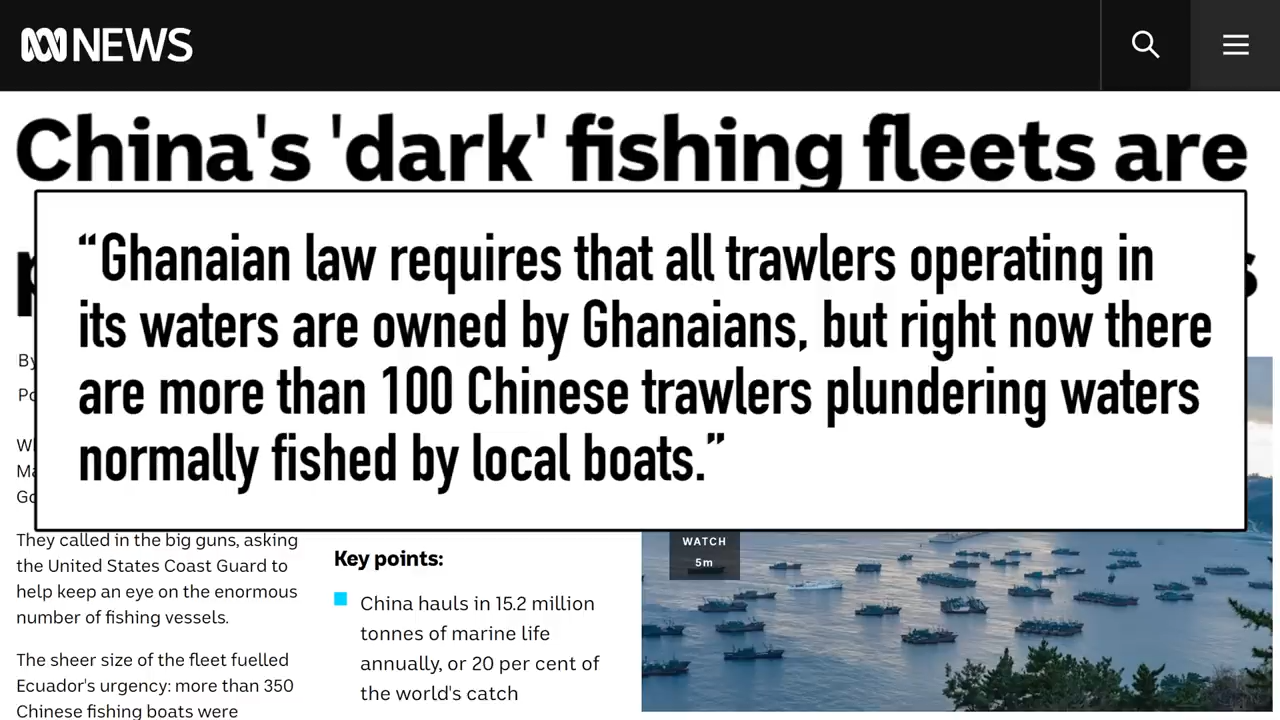 NEWS
China's 'dark' fishing fleets are
“Ghanaian law requires that all trawlers operating in
its waters are owned by Ghanaians, but right now there
are more than 100 Chinese trawlers plundering waters
normally fished by local boats.”
By
They called in the big guns, asking
the United States Coast Guard to
help keep an eye on the enormous
number of fishing vessels.
The sheer size of the fleet fuelled
Ecuador's urgency: more than 350
Chinese fishing boats were
Key points:
China hauls in 15.2 million
tonnes of marine life
annually, or 20 per cent of
the world's catch
WATCH
5m